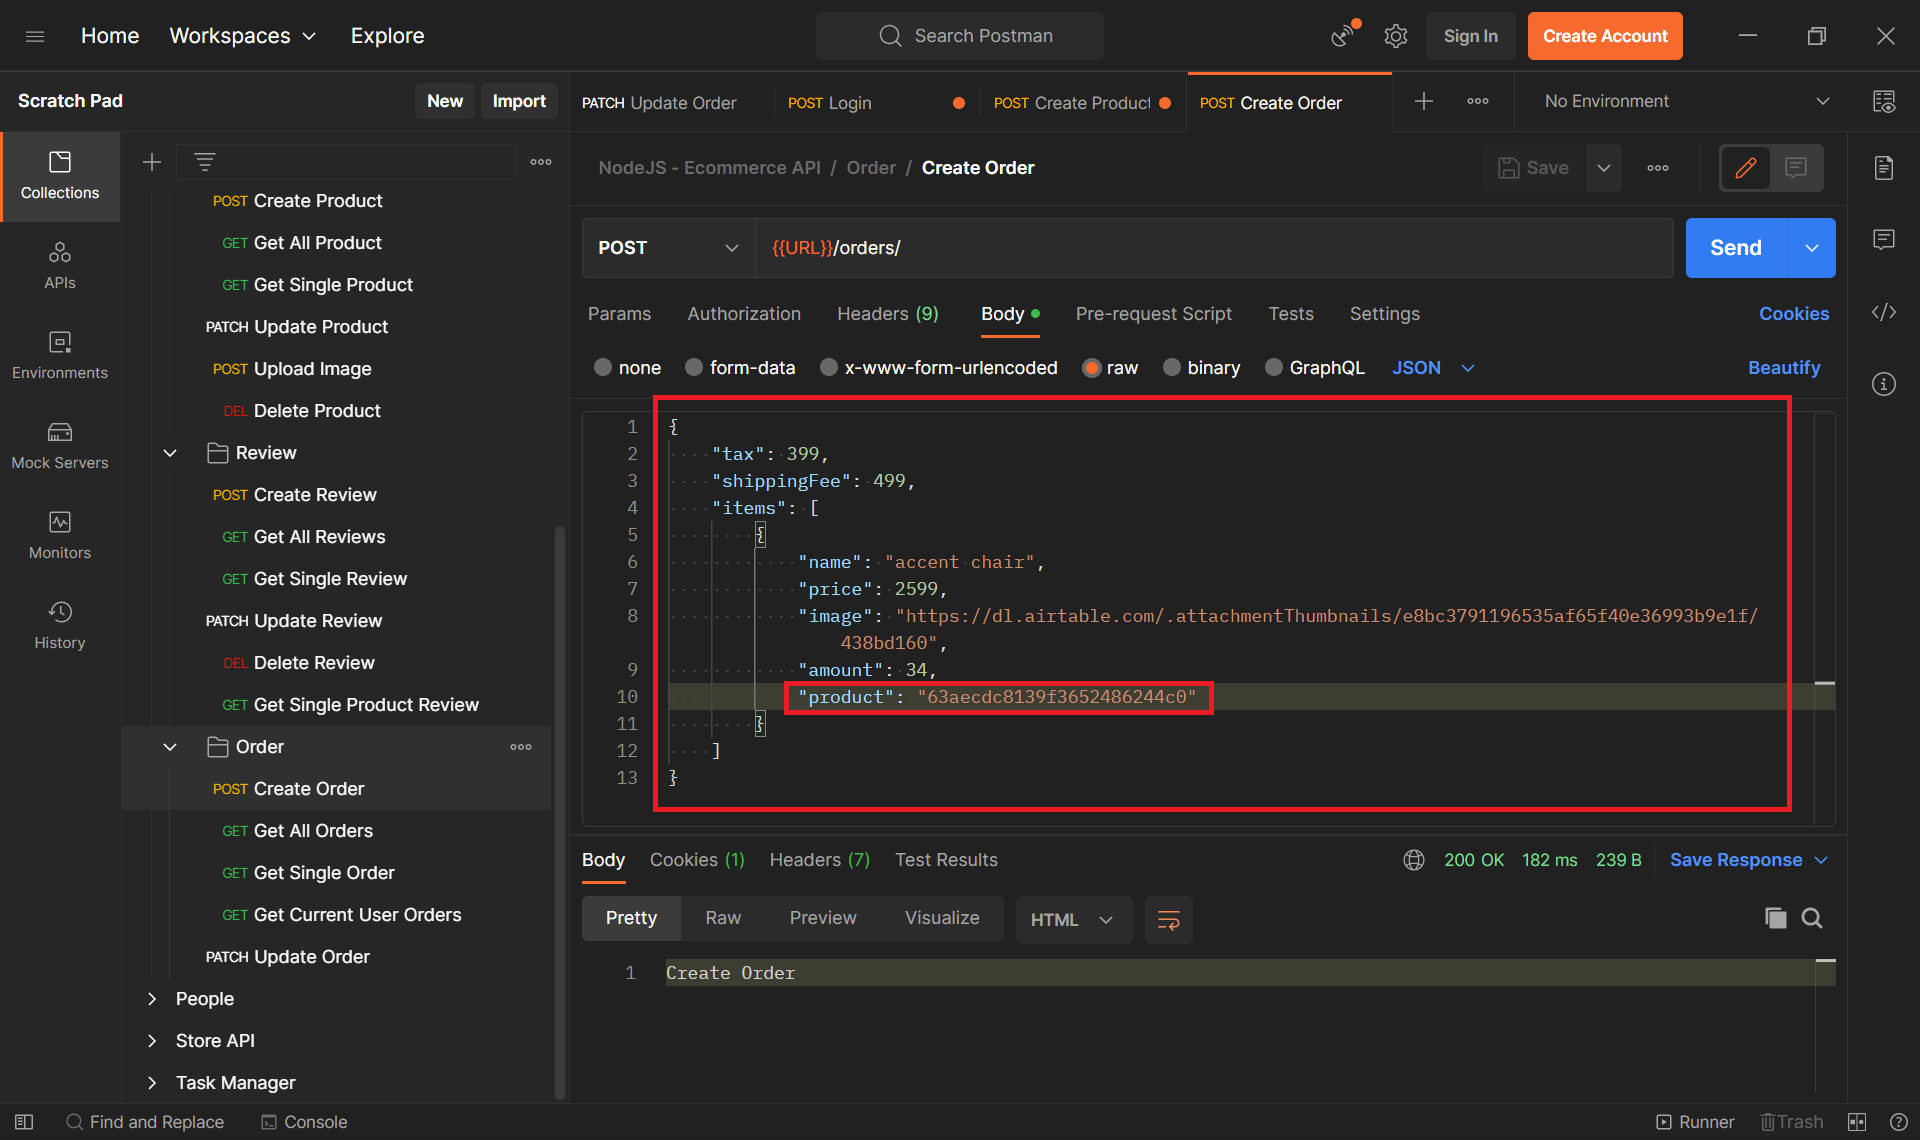 Home Workspaces Explore Search Postman Sign In Create Account
Scratch Pad New Import PATCH Update Order POST Login POST Create Product POST Create Order No Environment
NodeJS - Ecommerce API / Order / Create Order Save
Collections
APIs
Environments
Mock Servers
Monitors
History
POST Create Product
GET Get All Product
GET Get Single Product
PATCH Update Product
POST Upload Image
DEL Delete Product
Review
POST Create Review
GET Get All Reviews
GET Get Single Review
PATCH Update Review
DEL Delete Review
GET Get Single Product Review
Order
POST Create Order
GET Get All Orders
GET Get Single Order
GET Get Current User Orders
PATCH Update Order
People
Store API
Task Manager
POST {{URL}}/orders/ Send
Params Authorization Headers (9) Body Pre-request Script Tests Settings Cookies
none form-data x-www-form-urlencoded raw binary GraphQL JSON Beautify
1 {
2 "tax": 399,
3 "shippingFee": 499,
4 "items": [
5 {
6 "name": "accent chair",
7 "price": 2599,
8 "image": "https://dl.airtable.com/.attachmentThumbnails/e8bc3791196535af65f40e36993b9e1f/
438bd160",
9 "amount": 34,
10 "product": "63aecdc8139f3652486244c0"
11 }
12 ]
13 }
Body Cookies (1) Headers (7) Test Results 200 OK 182 ms 239 B Save Response
Pretty Raw Preview Visualize HTML
1 Create Order
Find and Replace Console Runner Trash